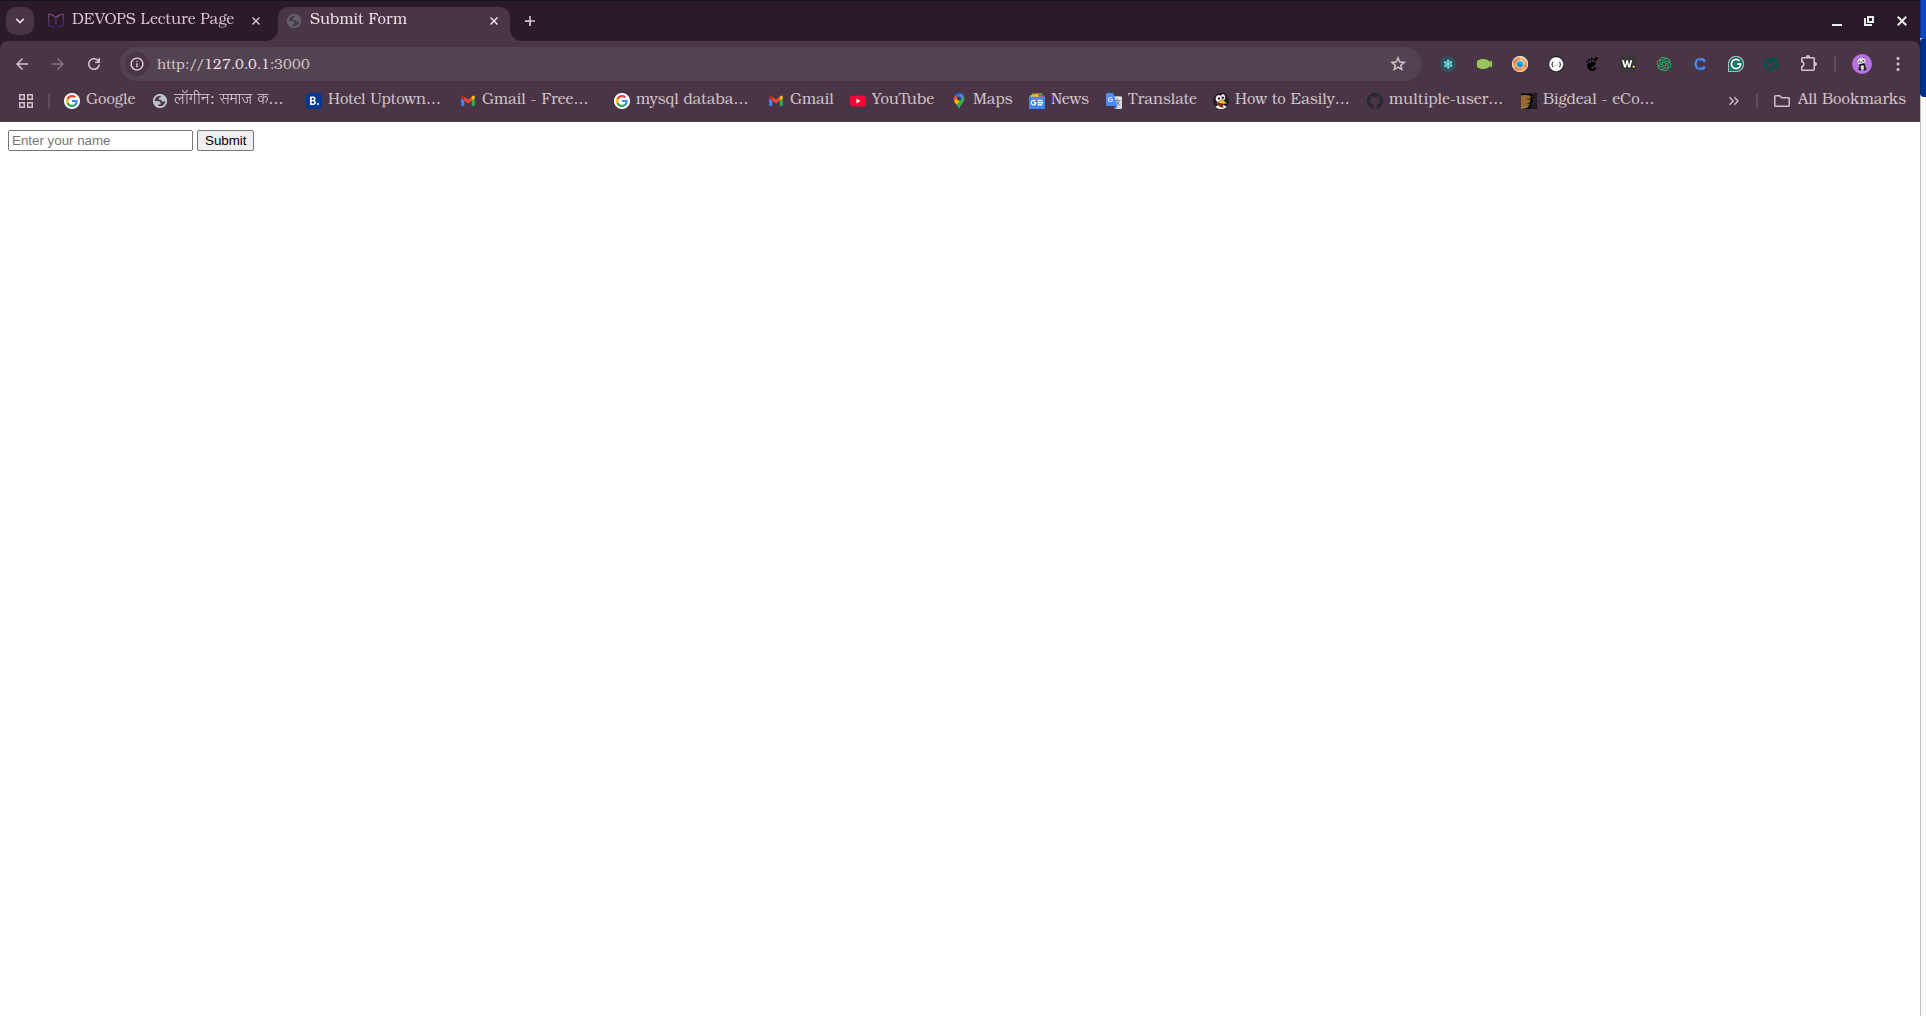 DEVOPS Lecture Page
Submit Form
http://127.0.0.1:3000
Google
लॉगीन: समाज क...
B. Hotel Uptown...
Gmail - Free...
mysql databa...
Gmail
YouTube
Maps
News
Translate
How to Easily...
multiple-user...
Bigdeal - eCo...
All Bookmarks
Enter your name
Submit